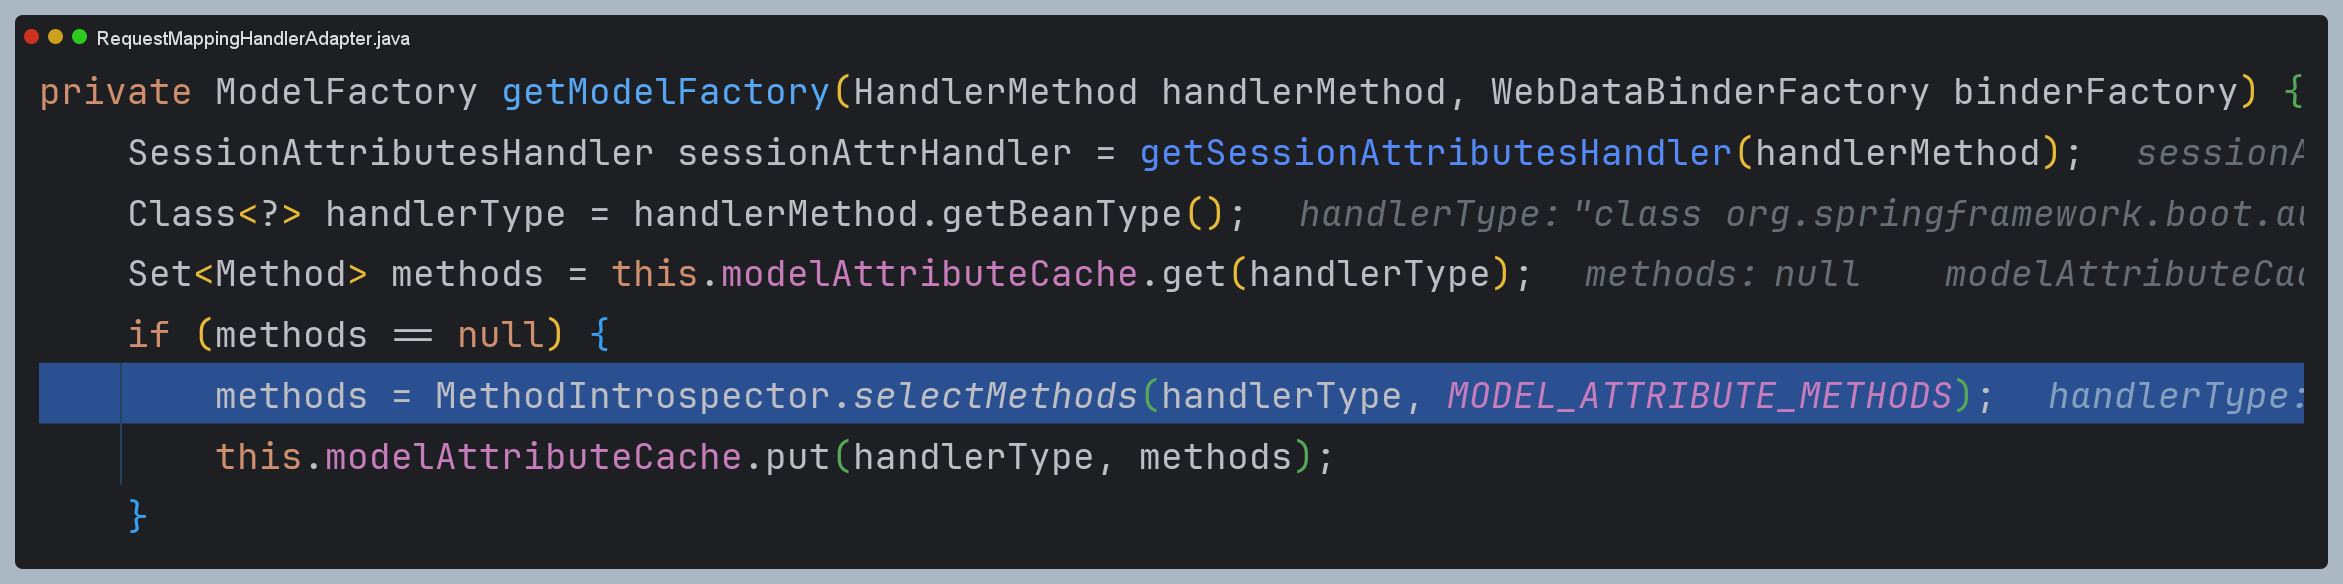 RequestMappingHandlerAdapter.java
private ModelFactory getModelFactory(HandlerMethod handlerMethod, WebDataBinderFactory binderFactory) {
SessionAttributesHandler sessionAttrHandler = getSessionAttributesHandler(handlerMethod); sessionA
Class<?> handlerType = handlerMethod.getBeanType(); handlerType: "class org.springframework.boot.au
Set<Method> methods = this.modelAttributeCache.get(handlerType); methods: null modelAttributeCac
if (methods == null) {
methods = MethodIntrospector.selectMethods(handlerType, MODEL_ATTRIBUTE_METHODS); handlerType:
this.modelAttributeCache.put(handlerType, methods);
}